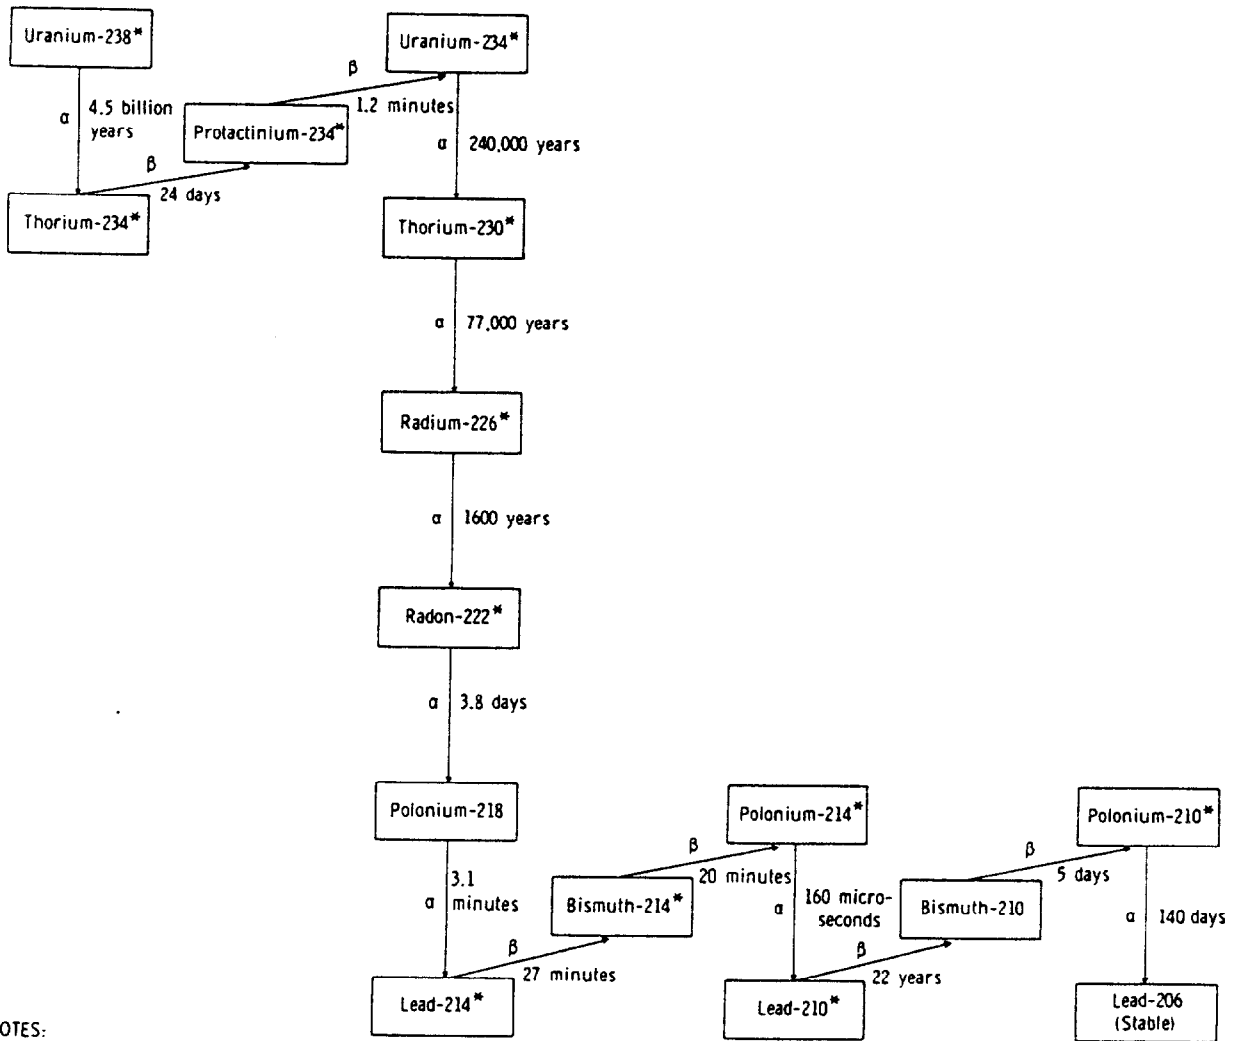 Uranium-238*
Uranium-234*
β
1.2 minutes
α
4.5 billion
years
Protactinium-234*
β
24 days
α
240,000 years
Thorium-234*
Thorium-230*
α
77,000 years
Radium-226*
α
1600 years
Radon-222*
α
3.8 days
Polonium-218
Polonium-214*
Polonium-210*
α
3.1
minutes
β
20 minutes
β
5 days
Bismuth-214*
α
160 micro-
seconds
Bismuth-210
α
140 days
β
27 minutes
β
22 years
Lead-214*
Lead-210*
Lead-206
(Stable)
OTES: